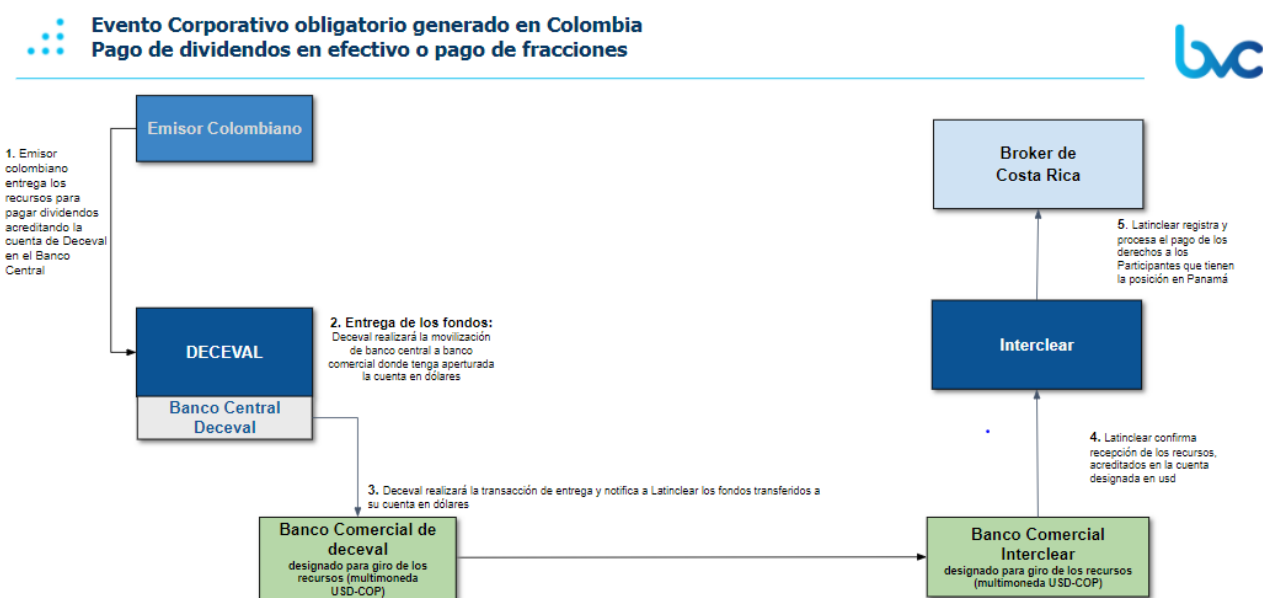 Evento Corporativo obligatorio generado en Colombia
Pago de dividendos en efectivo o pago de fracciones
bvc
Emisor Colombiano
1. Emisor
colombiano
entrega los
recursos para
pagar dividendos
acreditando la
cuenta de Deceval
en el Banco
Central
Broker de
Costa Rica
5. Latinclear registra y
procesa el pago de los
derechos a los
Participantes que tienen
la posición en Panamá
DECEVAL
Banco Central
Deceval
2. Entrega de los fondos:
Deceval realizará la movilización
de banco central a banco
comercial donde tenga aperturada
la cuenta en dólares
Interclear
4. Latinclear confirma
recepción de los recursos,
acreditados en la cuenta
designada en usd
3. Deceval realizará la transacción de entrega y notifica a Latinclear los fondos transferidos a
su cuenta en dólares
Banco Comercial de
deceval
designado para giro de los
recursos (multimoneda
USD-COP)
Banco Comercial
Interclear
designado para giro de los recursos
(multimoneda USD-COP)